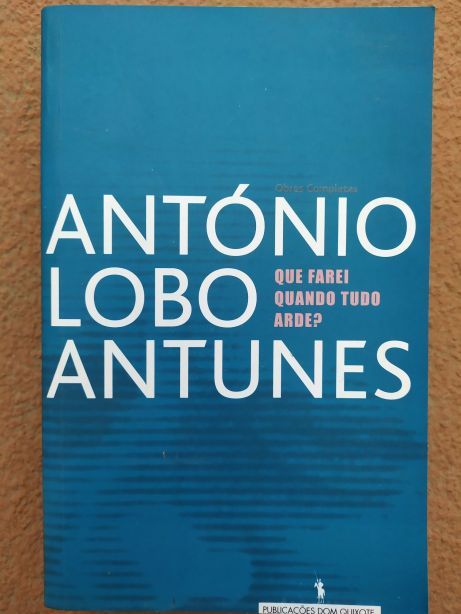 Obras Completas
ANTÓNIO
LOBO
ANTUNES
QUE FAREI
QUANDO TUDO
ARDE?
PUBLICAÇÕES DOM QUIXOTE